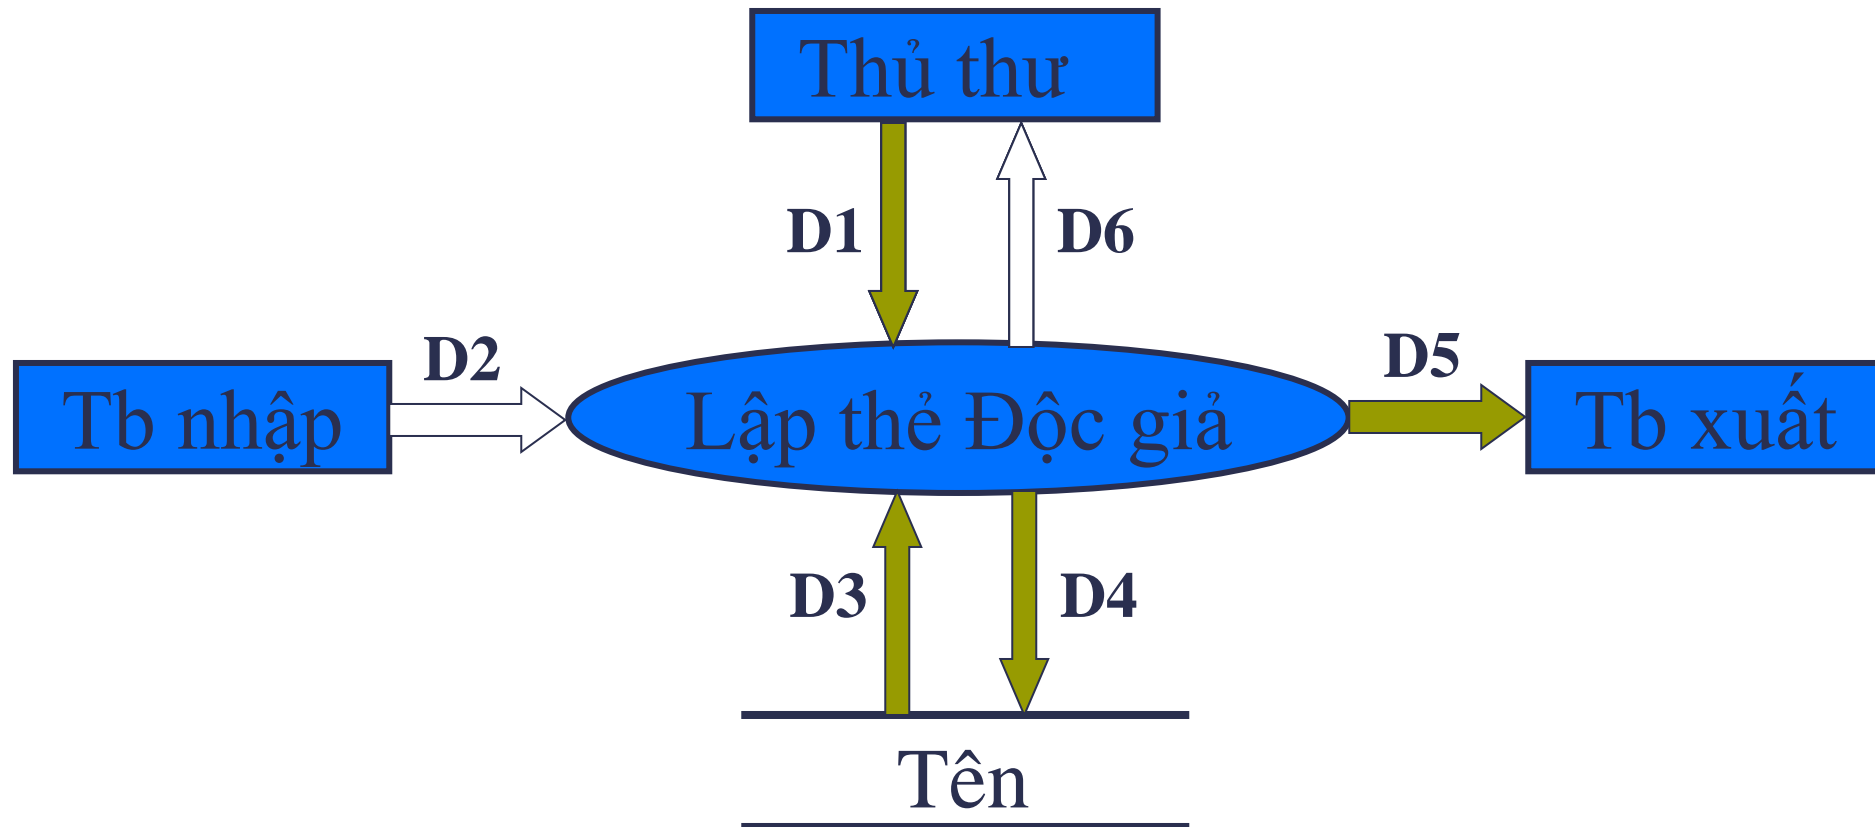 Thủ thư
D1
D6
D2
D5
Tb nhập
Lập thẻ Độc giả
Tb xuất
D3
D4
Tên